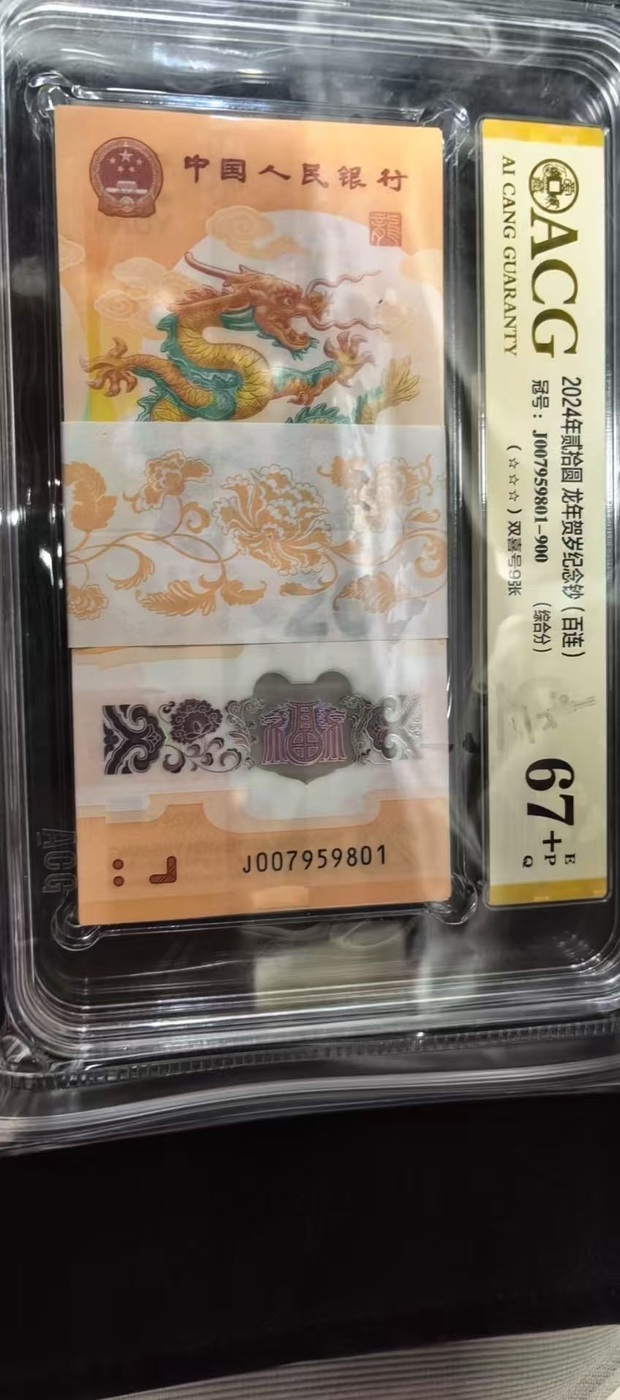 中国人民银行
龍
J007959801
ACG
AI CANG GUARANTY
2024年贰拾圆 龙年贺岁纪念钞（百连）
冠号：J007959801-900
（☆☆☆）双喜号9张
（综合分）
67+
E
P
Q
ACG